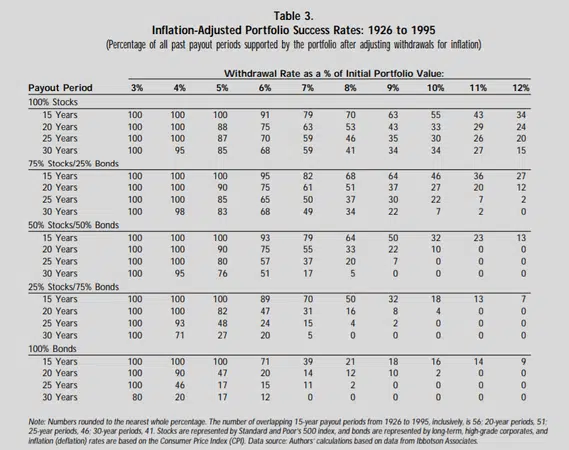 Table 3.
Inflation-Adjusted Portfolio Success Rates: 1926 to 1995
(Percentage of all past payout periods supported by the portfolio after adjusting withdrawals for inflation)
Withdrawal Rate as a % of Initial Portfolio Value:
Payout Period 3% 4% 5% 6% 7% 8% 9% 10% 11% 12%
100% Stocks
15 Years 100 100 100 91 79 70 63 55 43 34
20 Years 100 100 88 75 63 53 43 33 29 24
25 Years 100 100 87 70 59 46 35 30 26 20
30 Years 100 95 85 68 59 41 34 34 27 15
75% Stocks/25% Bonds
15 Years 100 100 100 95 82 68 64 46 36 27
20 Years 100 100 90 75 61 51 37 27 20 12
25 Years 100 100 85 65 50 37 30 22 7 2
30 Years 100 98 83 68 49 34 22 7 2 0
50% Stocks/50% Bonds
15 Years 100 100 100 93 79 64 50 32 23 13
20 Years 100 100 90 75 55 33 22 10 0 0
25 Years 100 100 80 57 37 20 7 0 0 0
30 Years 100 95 76 51 17 5 0 0 0 0
25% Stocks/75% Bonds
15 Years 100 100 100 89 70 50 32 18 13 7
20 Years 100 100 82 47 31 16 8 4 0 0
25 Years 100 93 48 24 15 4 2 0 0 0
30 Years 100 71 27 20 5 0 0 0 0 0
100% Bonds
15 Years 100 100 100 71 39 21 18 16 14 9
20 Years 100 90 47 20 14 12 10 2 0 0
25 Years 100 46 17 15 11 2 0 0 0 0
30 Years 80 20 17 12 0 0 0 0 0 0
Note: Numbers rounded to the nearest whole percentage. The number of overlapping 15-year payout periods from 1926 to 1995, inclusively, is 56: 20-year periods, 51;
25-year periods, 46: 30-year periods, 41. Stocks are represented by Standard and Poor's 500 index, and bonds are represented by long-term, high-grade corporates, and
inflation (deflation) rates are based on the Consumer Price Index (CPI). Data source: Authors' calculations based on data from Ibbotson Associates.